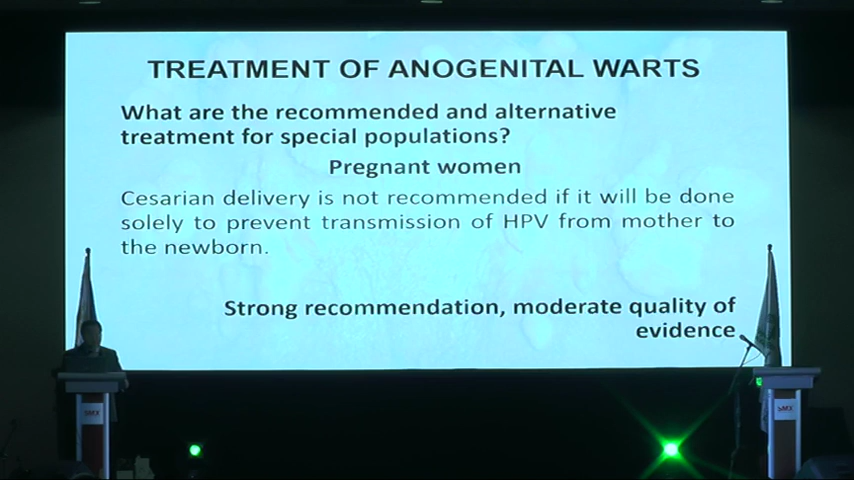 TREATMENT OF ANOGENITAL WARTS
What are the recommended and alternative
treatment for special populations?
Pregnant women
Cesarian delivery is not recommended if it will be done
solely to prevent transmission of HPV from mother to
the newborn.
Strong recommendation, moderate quality of
evidence
SMX
SMX